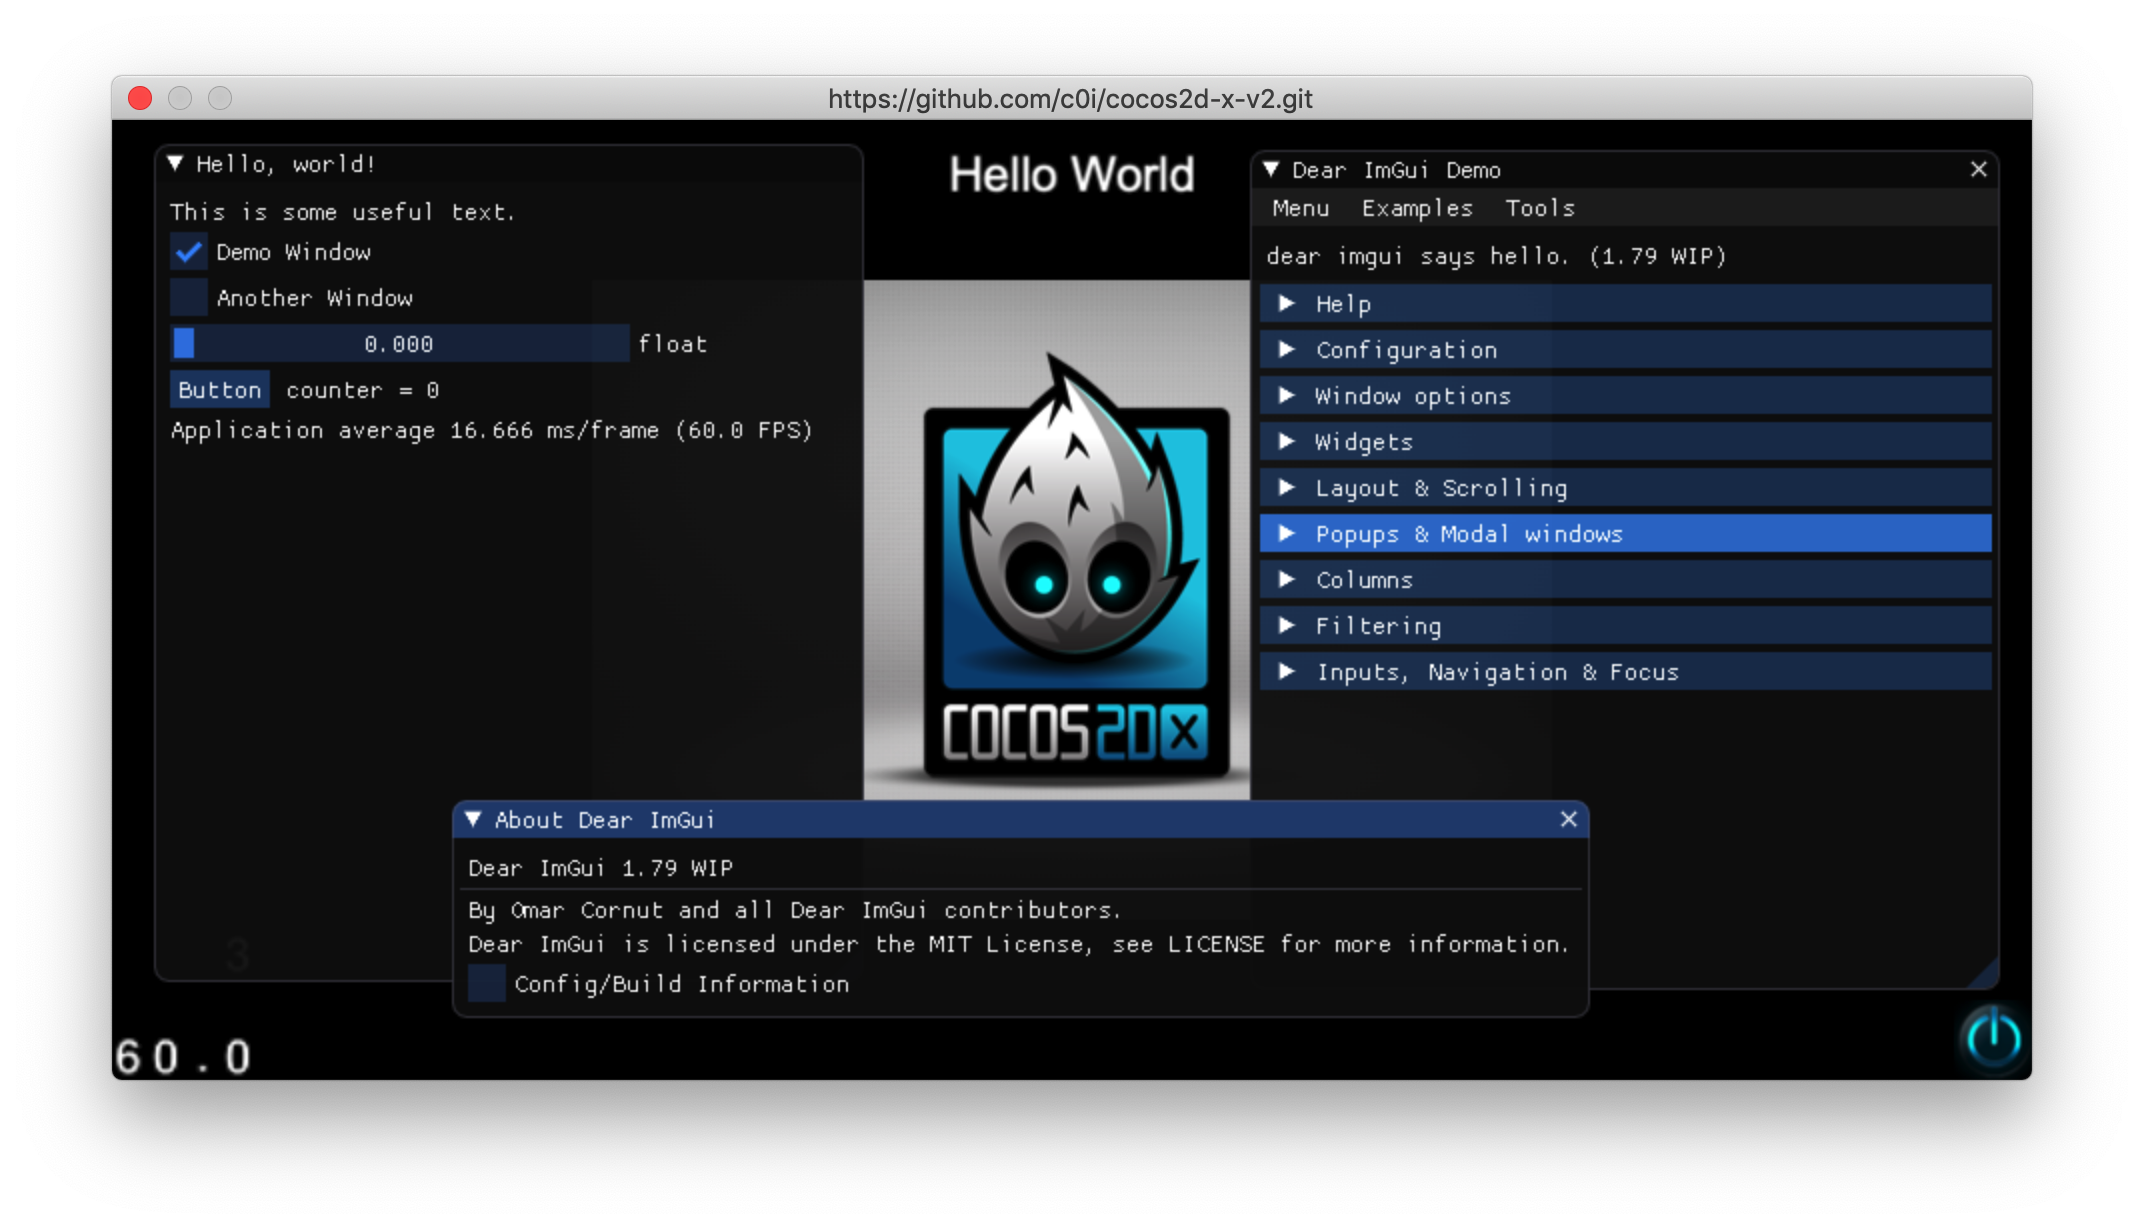 https://github.com/c0i/cocos2d-x-v2.git
Hello, world!
This is some useful text.
Demo Window
Another Window
0.000 float
Button counter = 0
Application average 16.666 ms/frame (60.0 FPS)
3
Hello World
COCOS2DX
Dear ImGui Demo
Menu Examples Tools
dear imgui says hello. (1.79 WIP)
Help
Configuration
Window options
Widgets
Layout & Scrolling
Popups & Modal windows
Columns
Filtering
Inputs, Navigation & Focus
About Dear ImGui
Dear ImGui 1.79 WIP
By Omar Cornut and all Dear ImGui contributors.
Dear ImGui is licensed under the MIT License, see LICENSE for more information.
Config/Build Information
60.0